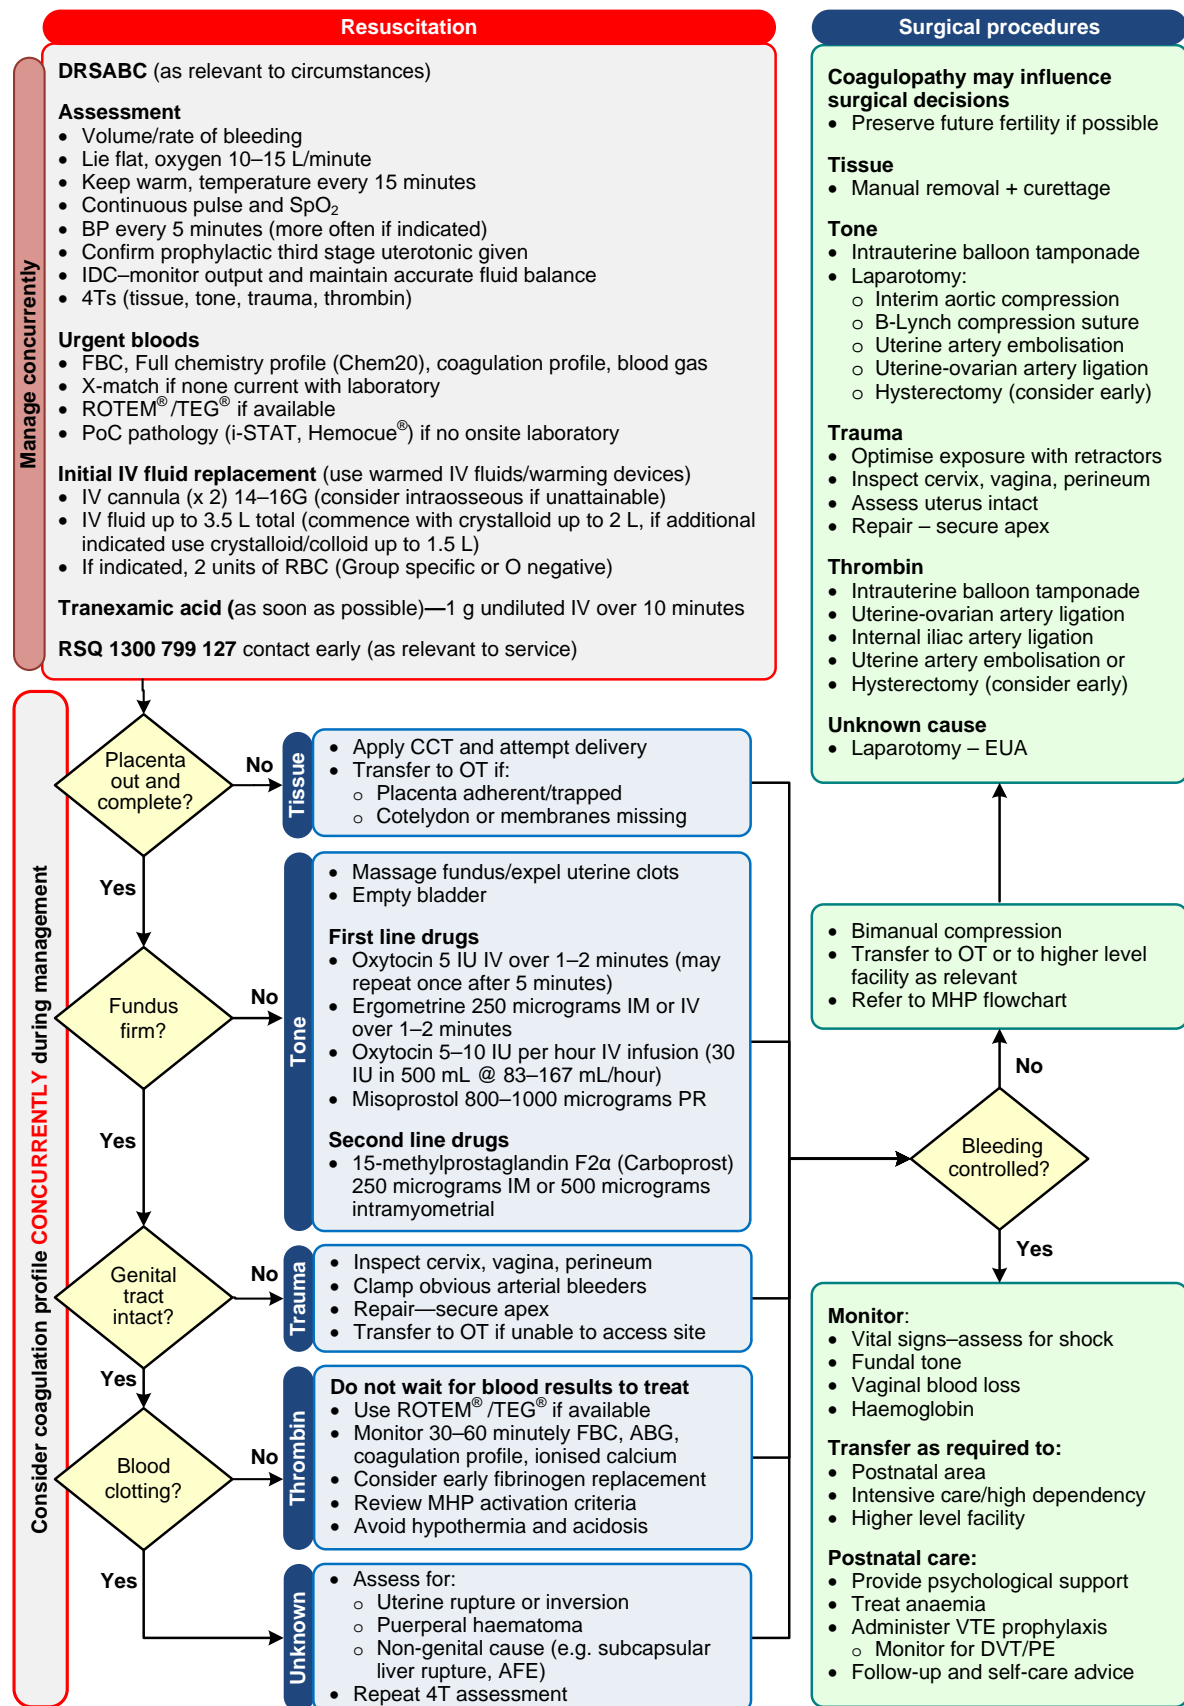 Resuscitation
Manage concurrently
DRSABC (as relevant to circumstances)
Assessment
• Volume/rate of bleeding
• Lie flat, oxygen 10–15 L/minute
• Keep warm, temperature every 15 minutes
• Continuous pulse and SpO₂
• BP every 5 minutes (more often if indicated)
• Confirm prophylactic third stage uterotonic given
• IDC–monitor output and maintain accurate fluid balance
• 4Ts (tissue, tone, trauma, thrombin)
Urgent bloods
• FBC, Full chemistry profile (Chem20), coagulation profile, blood gas
• X-match if none current with laboratory
• ROTEM® /TEG® if available
• PoC pathology (i-STAT, Hemocue®) if no onsite laboratory
Initial IV fluid replacement (use warmed IV fluids/warming devices)
• IV cannula (x 2) 14–16G (consider intraosseous if unattainable)
• IV fluid up to 3.5 L total (commence with crystalloid up to 2 L, if additional
indicated use crystalloid/colloid up to 1.5 L)
• If indicated, 2 units of RBC (Group specific or O negative)
Tranexamic acid (as soon as possible)—1 g undiluted IV over 10 minutes
RSQ 1300 799 127 contact early (as relevant to service)
Consider coagulation profile CONCURRENTLY during management
Placenta
out and
complete?
No
Yes
Tissue
• Apply CCT and attempt delivery
• Transfer to OT if:
o Placenta adherent/trapped
o Cotelydon or membranes missing
Fundus
firm?
No
Yes
Tone
• Massage fundus/expel uterine clots
• Empty bladder
First line drugs
• Oxytocin 5 IU IV over 1–2 minutes (may
repeat once after 5 minutes)
• Ergometrine 250 micrograms IM or IV
over 1–2 minutes
• Oxytocin 5–10 IU per hour IV infusion (30
IU in 500 mL @ 83–167 mL/hour)
• Misoprostol 800–1000 micrograms PR
Second line drugs
• 15-methylprostaglandin F2α (Carboprost)
250 micrograms IM or 500 micrograms
intramyometrial
Genital
tract
intact?
No
Yes
Trauma
• Inspect cervix, vagina, perineum
• Clamp obvious arterial bleeders
• Repair—secure apex
• Transfer to OT if unable to access site
Blood
clotting?
No
Yes
Thrombin
Do not wait for blood results to treat
• Use ROTEM® /TEG® if available
• Monitor 30–60 minutely FBC, ABG,
coagulation profile, ionised calcium
• Consider early fibrinogen replacement
• Review MHP activation criteria
• Avoid hypothermia and acidosis
Unknown
• Assess for:
o Uterine rupture or inversion
o Puerperal haematoma
o Non-genital cause (e.g. subcapsular
liver rupture, AFE)
• Repeat 4T assessment
Surgical procedures
Coagulopathy may influence
surgical decisions
• Preserve future fertility if possible
Tissue
• Manual removal + curettage
Tone
• Intrauterine balloon tamponade
• Laparotomy:
o Interim aortic compression
o B-Lynch compression suture
o Uterine artery embolisation
o Uterine-ovarian artery ligation
o Hysterectomy (consider early)
Trauma
• Optimise exposure with retractors
• Inspect cervix, vagina, perineum
• Assess uterus intact
• Repair – secure apex
Thrombin
• Intrauterine balloon tamponade
• Uterine-ovarian artery ligation
• Internal iliac artery ligation
• Uterine artery embolisation or
• Hysterectomy (consider early)
Unknown cause
• Laparotomy – EUA
• Bimanual compression
• Transfer to OT or to higher level
facility as relevant
• Refer to MHP flowchart
No
Bleeding
controlled?
Yes
Monitor:
• Vital signs–assess for shock
• Fundal tone
• Vaginal blood loss
• Haemoglobin
Transfer as required to:
• Postnatal area
• Intensive care/high dependency
• Higher level facility
Postnatal care:
• Provide psychological support
• Treat anaemia
• Administer VTE prophylaxis
o Monitor for DVT/PE
• Follow-up and self-care advice